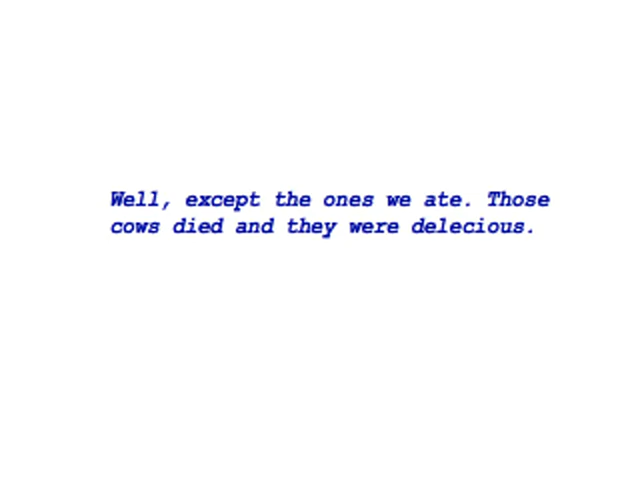 Well, except the ones we ate. Those
cows died and they were delecious.